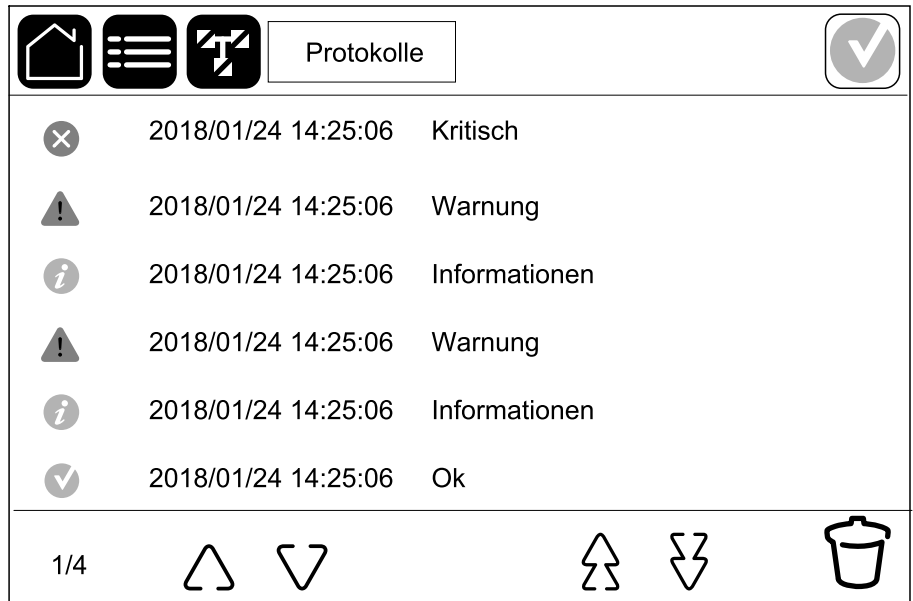 Protokolle
2018/01/24 14:25:06 Kritisch
2018/01/24 14:25:06 Warnung
2018/01/24 14:25:06 Informationen
2018/01/24 14:25:06 Warnung
2018/01/24 14:25:06 Informationen
2018/01/24 14:25:06 Ok
1/4